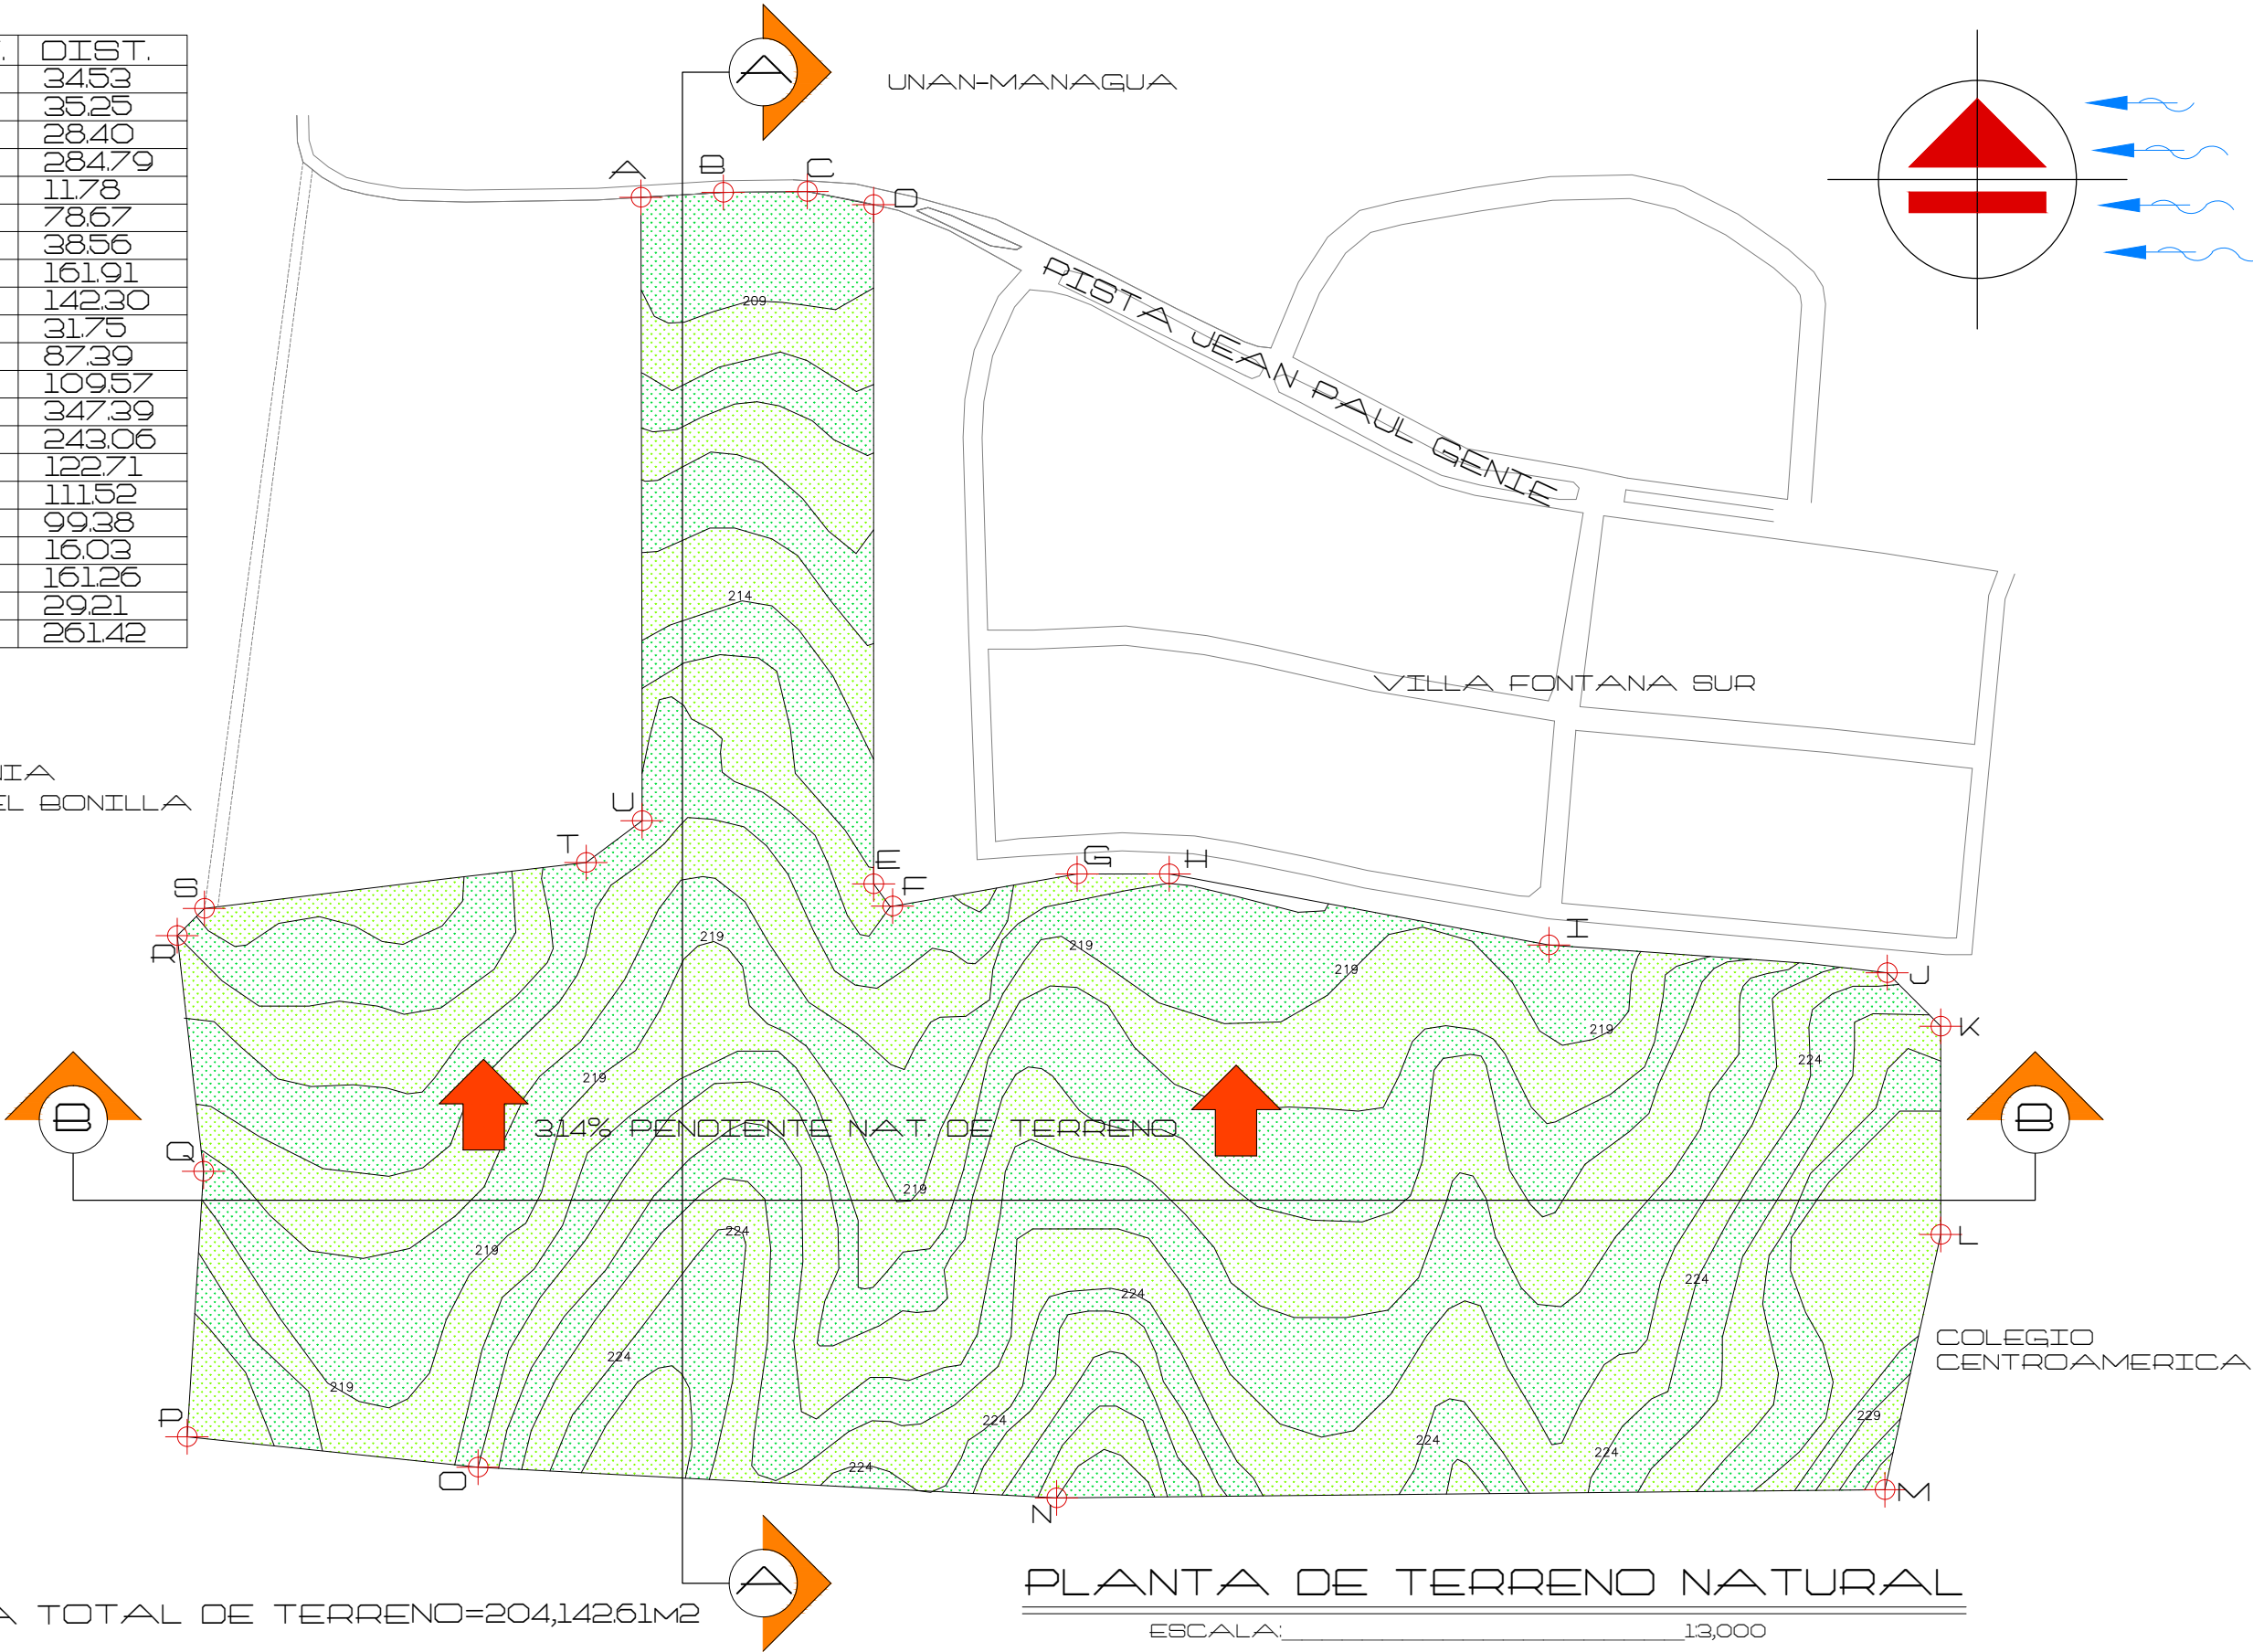 DIST.
34.53
35.25
28.40
284.79
11.78
78.67
38.56
161.91
142.30
31.75
87.39
109.57
347.39
243.06
122.71
111.52
99.38
16.03
161.26
29.21
261.42
A
UNAN-MANAGUA
A
B
C
D
209
PISTA JEAN PAUL GENIE
214
VILLA FONTANA SUR
NIA
EL BONILLA
U
T
E
F
G
H
S
R
I
J
K
219
219
219
219
224
219
B
3.14% PENDIENTE NAT. DE TERRENO
B
Q
219
219
224
L
224
224
COLEGIO
CENTROAMERICA
224
219
P
224
224
229
224
224
O
N
M
A
PLANTA DE TERRENO NATURAL
A TOTAL DE TERRENO=204,142.61M2
ESCALA:______________________________1:3,000